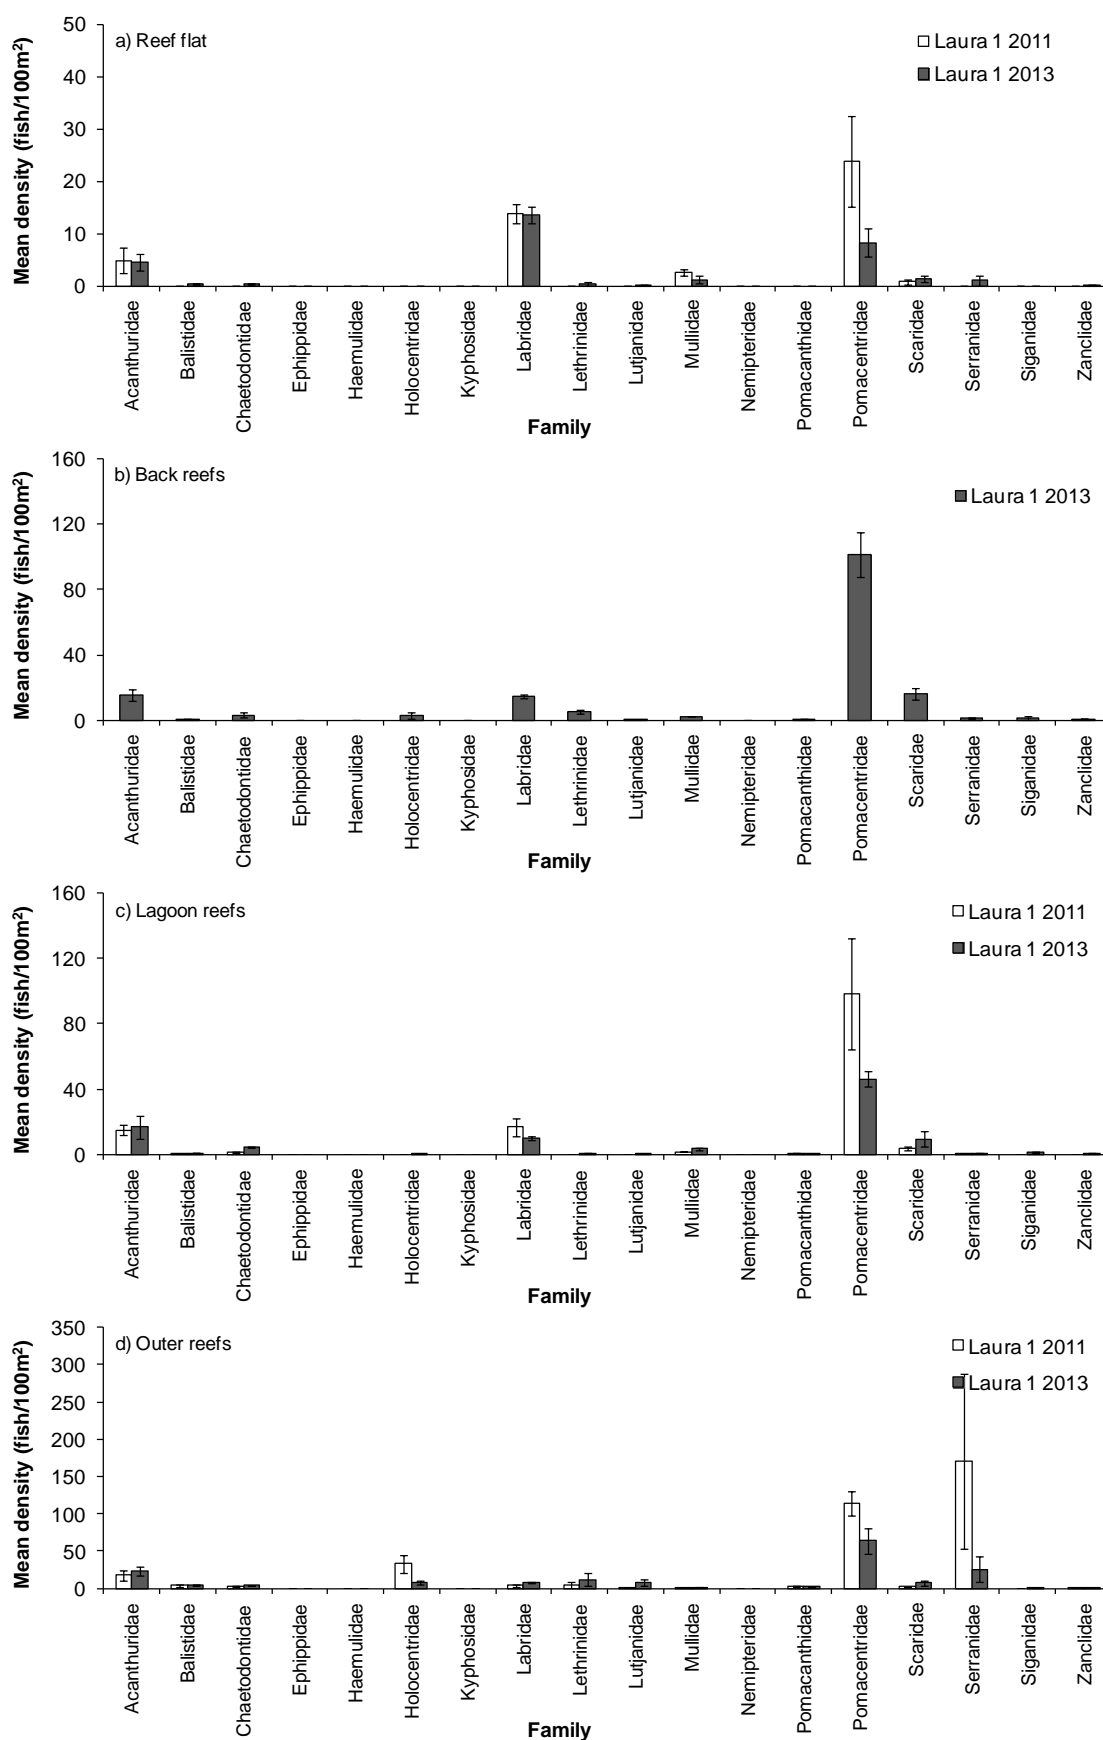 a) Reef flat
Laura 1 2011
Laura 1 2013
Mean density (fish/100m²)
50
40
30
20
10
0
Acanthuridae
Balistidae
Chaetodontidae
Ephippidae
Haemulidae
Holocentridae
Kyphosidae
Labridae
Lethrinidae
Lutjanidae
Mullidae
Nemipteridae
Pomacanthidae
Pomacentridae
Scaridae
Serranidae
Siganidae
Zanclidae
Family
b) Back reefs
Laura 1 2013
Mean density (fish/100m²)
160
120
80
40
0
Acanthuridae
Balistidae
Chaetodontidae
Ephippidae
Haemulidae
Holocentridae
Kyphosidae
Labridae
Lethrinidae
Lutjanidae
Mullidae
Nemipteridae
Pomacanthidae
Pomacentridae
Scaridae
Serranidae
Siganidae
Zanclidae
Family
c) Lagoon reefs
Laura 1 2011
Laura 1 2013
Mean density (fish/100m²)
160
120
80
40
0
Acanthuridae
Balistidae
Chaetodontidae
Ephippidae
Haemulidae
Holocentridae
Kyphosidae
Labridae
Lethrinidae
Lutjanidae
Mullidae
Nemipteridae
Pomacanthidae
Pomacentridae
Scaridae
Serranidae
Siganidae
Zanclidae
Family
d) Outer reefs
Laura 1 2011
Laura 1 2013
Mean density (fish/100m²)
350
300
250
200
150
100
50
0
Acanthuridae
Balistidae
Chaetodontidae
Ephippidae
Haemulidae
Holocentridae
Kyphosidae
Labridae
Lethrinidae
Lutjanidae
Mullidae
Nemipteridae
Pomacanthidae
Pomacentridae
Scaridae
Serranidae
Siganidae
Zanclidae
Family